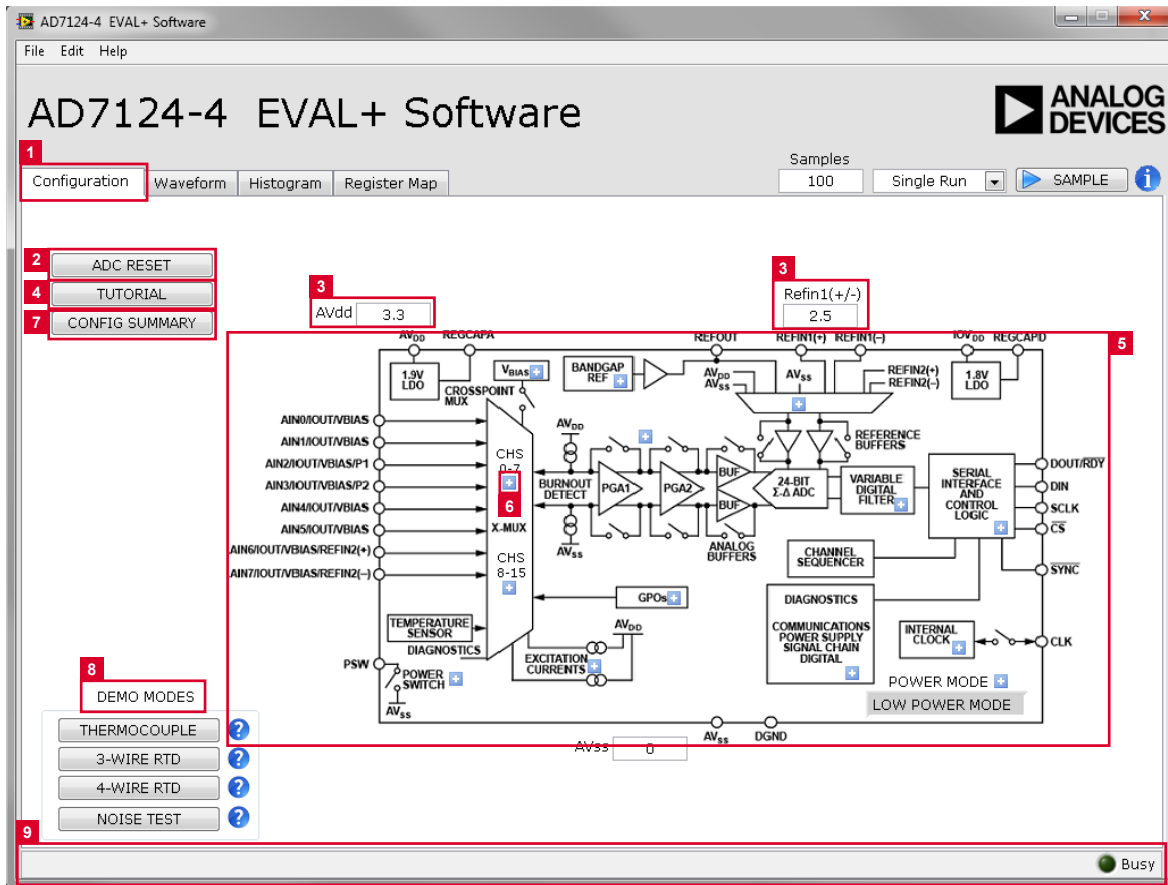 AD7124-4 EVAL+ Software
File Edit Help
AD7124-4 EVAL+ Software
ANALOG
DEVICES
1
Configuration
Waveform
Histogram
Register Map
Samples
100
Single Run
SAMPLE
i
2
ADC RESET
4
TUTORIAL
7
CONFIG SUMMARY
3
AVdd 3.3
3
Refin1(+/-)
2.5
5
AVDD
REGCAPA
REFOUT
REFIN1(+)
REFIN1(–)
IOVDD
REGCAPD
1.9V
LDO
VBIAS
CROSSPOINT
MUX
BANDGAP
REF
AVDD
AVSS
AVSS
REFIN2(+)
REFIN2(–)
1.8V
LDO
REFERENCE
BUFFERS
AIN0/IOUT/VBIAS
AIN1/IOUT/VBIAS
AIN2/IOUT/VBIAS/P1
AIN3/IOUT/VBIAS/P2
AIN4/IOUT/VBIAS
AIN5/IOUT/VBIAS
AIN6/IOUT/VBIAS/REFIN2(+)
AIN7/IOUT/VBIAS/REFIN2(–)
CHS
0-7
6
X-MUX
CHS
8-15
AVDD
BURNOUT
DETECT
AVSS
PGA1
PGA2
BUF
BUF
ANALOG
BUFFERS
24-BIT
Σ-Δ ADC
VARIABLE
DIGITAL
FILTER
SERIAL
INTERFACE
AND
CONTROL
LOGIC
DOUT/RDY
DIN
SCLK
CS
SYNC
CHANNEL
SEQUENCER
GPOs
TEMPERATURE
SENSOR
DIAGNOSTICS
AVDD
EXCITATION
CURRENTS
DIAGNOSTICS
COMMUNICATIONS
POWER SUPPLY
SIGNAL CHAIN
DIGITAL
INTERNAL
CLOCK
CLK
PSW
POWER
SWITCH
AVSS
POWER MODE
LOW POWER MODE
AVSS
DGND
AVss 0
8
DEMO MODES
THERMOCOUPLE ?
3-WIRE RTD ?
4-WIRE RTD ?
NOISE TEST ?
9
Busy